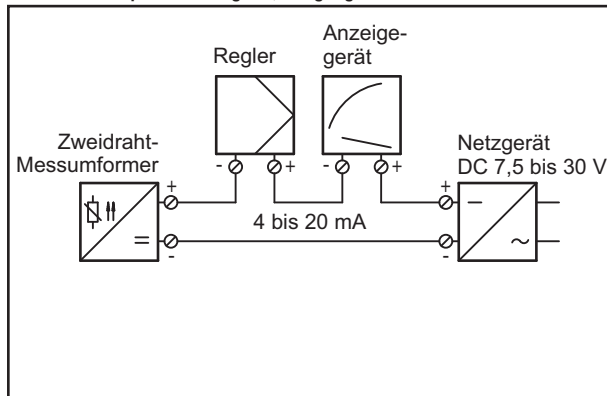 Anzeige-
gerät
Regler
Zweidraht-
Messumformer
Netzgerät
DC 7,5 bis 30 V
- + - +
+ +
4 bis 20 mA
- -